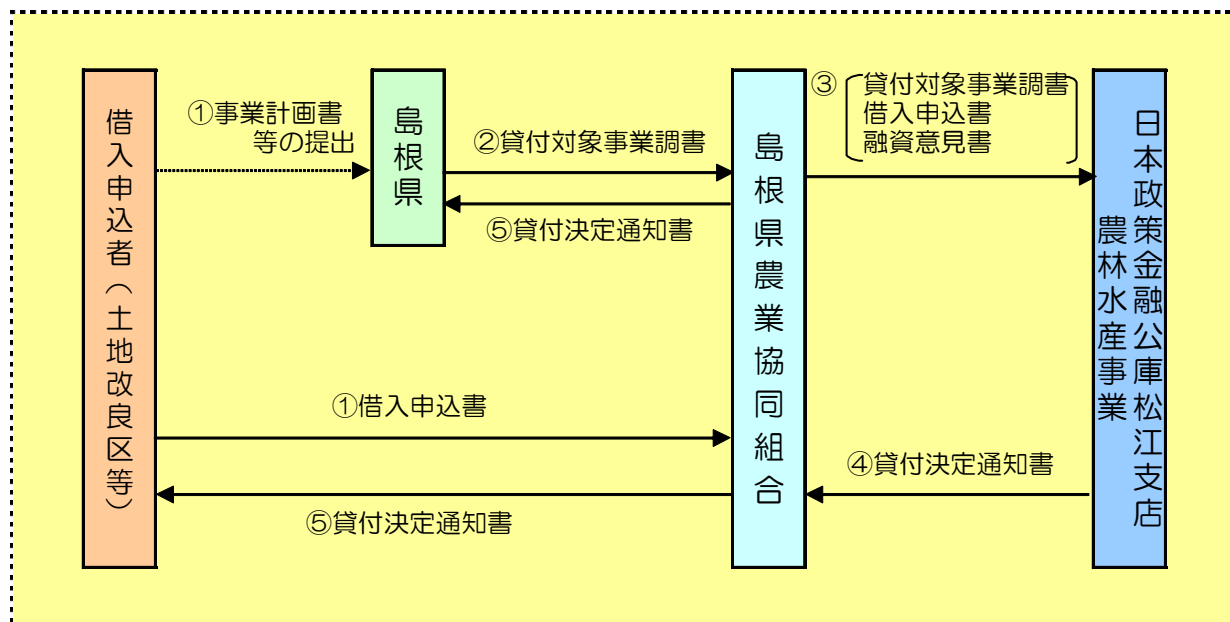 借入申込者（土地改良区等）
①事業計画書
等の提出
島根県
②貸付対象事業調書
⑤貸付決定通知書
島根県農業協同組合
③
貸付対象事業調書
借入申込書
融資意見書
日本政策金融公庫松江支店
農林水産事業
①借入申込書
④貸付決定通知書
⑤貸付決定通知書